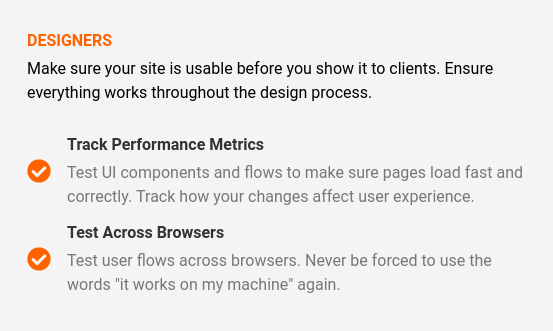 DESIGNERS
Make sure your site is usable before you show it to clients. Ensure
everything works throughout the design process.
Track Performance Metrics
Test UI components and flows to make sure pages load fast and
correctly. Track how your changes affect user experience.
Test Across Browsers
Test user flows across browsers. Never be forced to use the
words "it works on my machine" again.